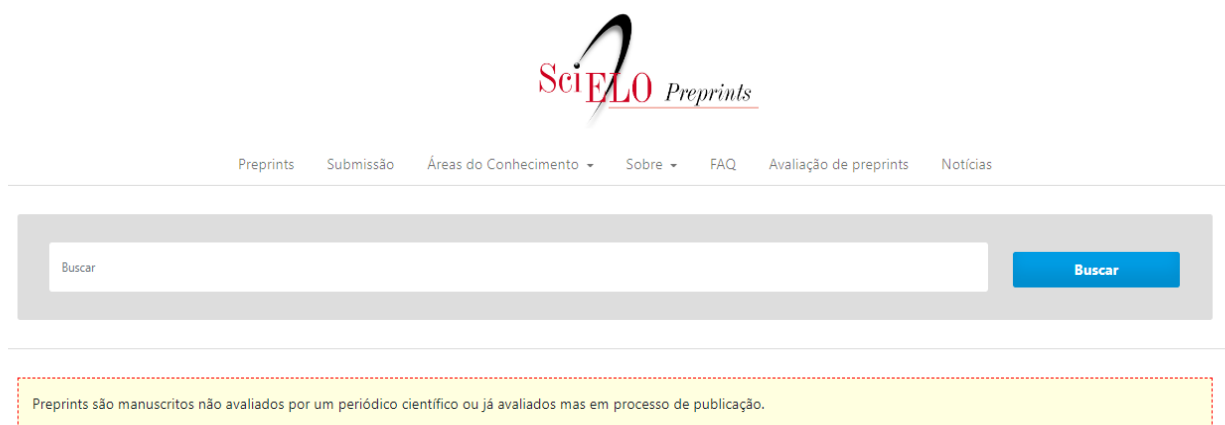 SciELO Preprints
Preprints Submissão Áreas do Conhecimento Sobre FAQ Avaliação de preprints Notícias
Buscar Buscar
Preprints são manuscritos não avaliados por um periódico científico ou já avaliados mas em processo de publicação.